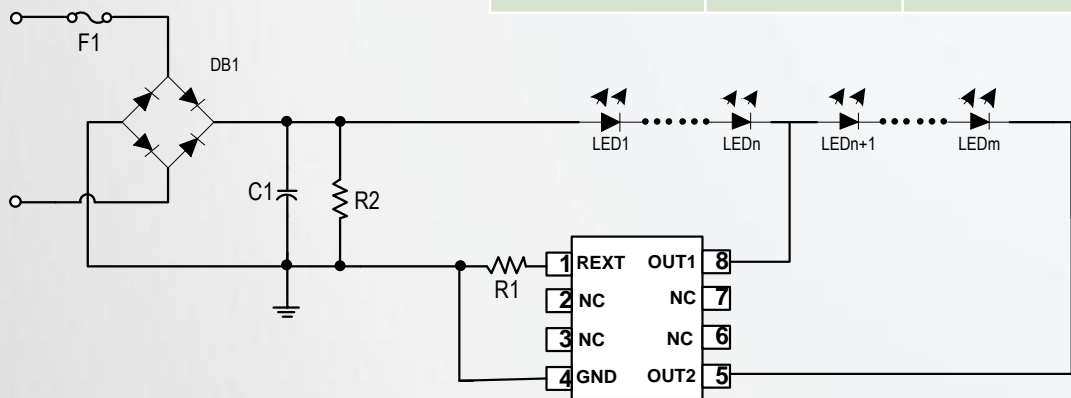 F1
DB1
LED1
LEDn
LEDn+1
LEDm
C1
R2
R1
1 REXT OUT1 8
2 NC NC 7
3 NC NC 6
4 GND OUT2 5